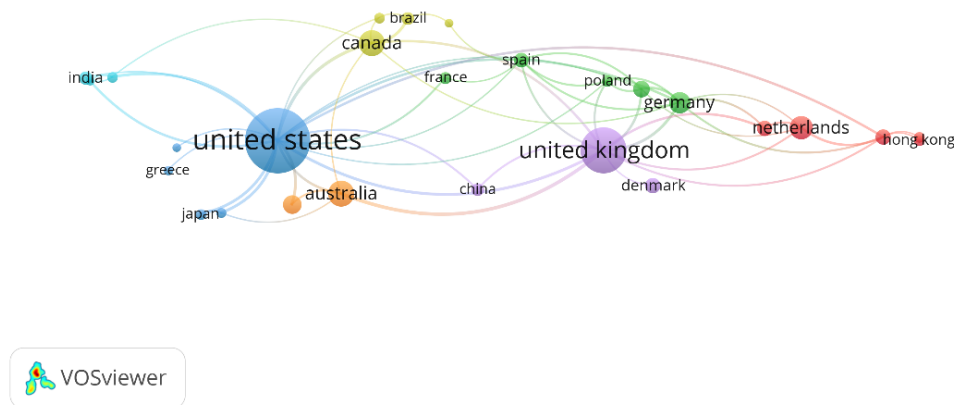 brazil
canada
spain
india
france
poland
germany
netherlands
united states
hong kong
united kingdom
greece
denmark
china
australia
japan
VOSviewer